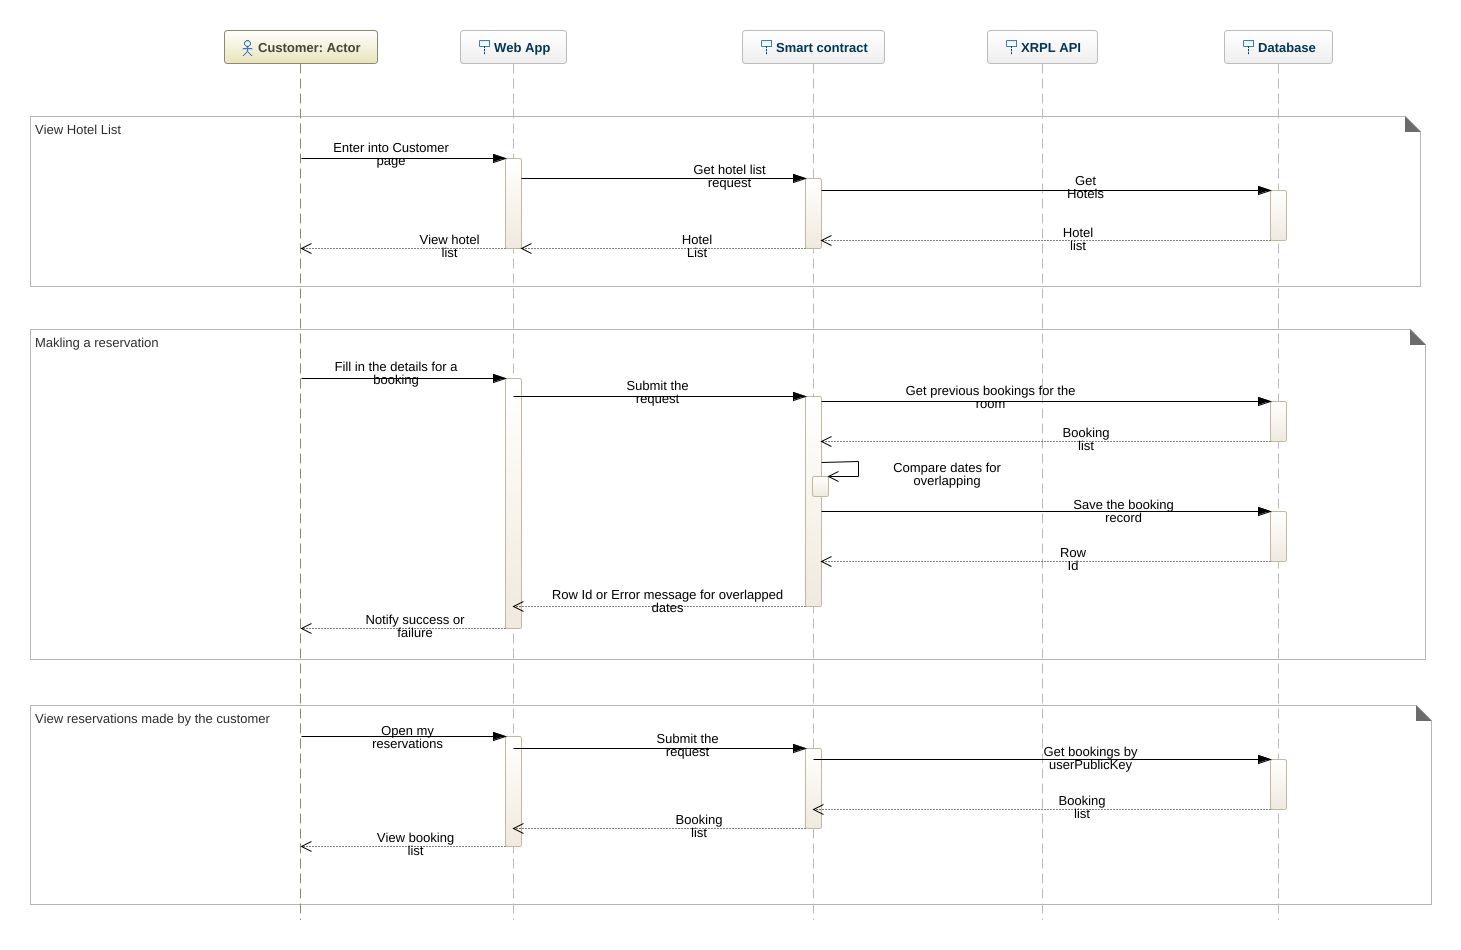 Customer: Actor
Web App
Smart contract
XRPL API
Database
View Hotel List
Enter into Customer
page
Get hotel list
request
Get
Hotels
View hotel
list
Hotel
List
Hotel
list
Makling a reservation
Fill in the details for a
booking
Submit the
request
Get previous bookings for the
room
Booking
list
Compare dates for
overlapping
Save the booking
record
Row
Id
Row Id or Error message for overlapped
dates
Notify success or
failure
View reservations made by the customer
Open my
reservations
Submit the
request
Get bookings by
userPublicKey
Booking
list
Booking
list
View booking
list